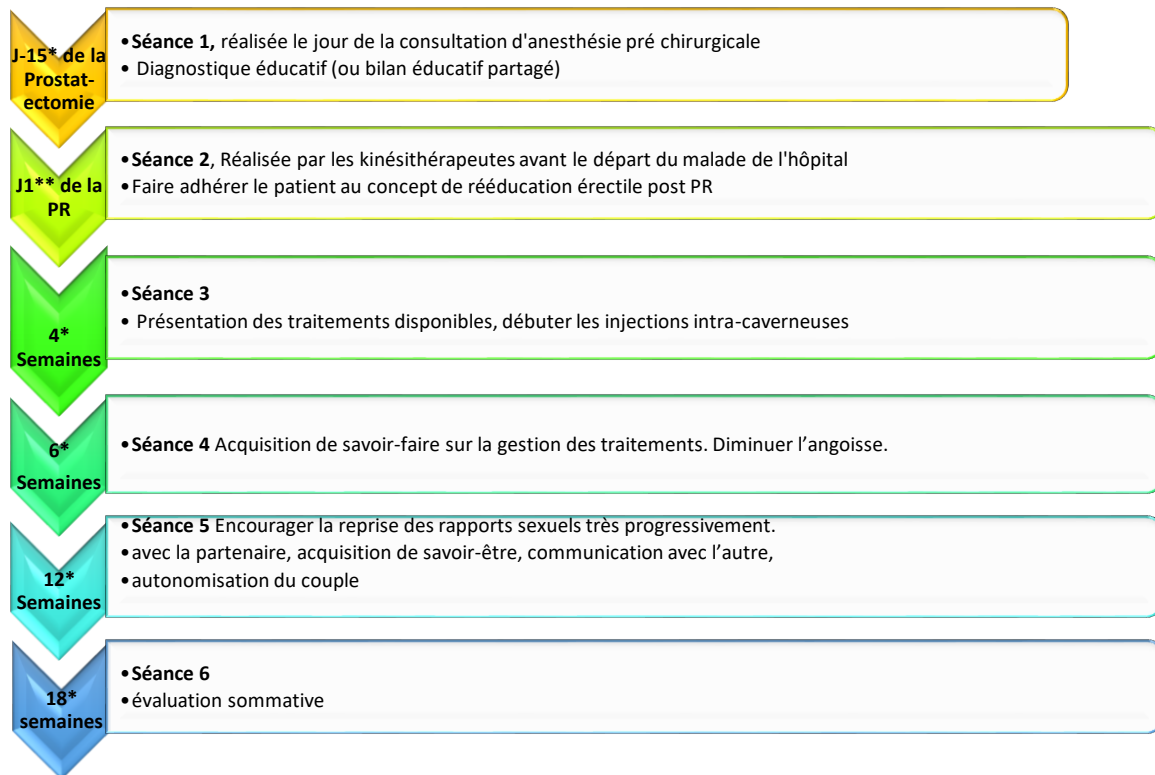 J-15* de la
Prostat-
ectomie
•Séance 1, réalisée le jour de la consultation d'anesthésie pré chirurgicale
• Diagnostique éducatif (ou bilan éducatif partagé)
J1** de la
PR
•Séance 2, Réalisée par les kinésithérapeutes avant le départ du malade de l'hôpital
•Faire adhérer le patient au concept de rééducation érectile post PR
4*
Semaines
•Séance 3
• Présentation des traitements disponibles, débuter les injections intra-caverneuses
6*
Semaines
•Séance 4 Acquisition de savoir-faire sur la gestion des traitements. Diminuer l’angoisse.
12*
Semaines
•Séance 5 Encourager la reprise des rapports sexuels très progressivement.
•avec la partenaire, acquisition de savoir-être, communication avec l’autre,
•autonomisation du couple
18*
semaines
•Séance 6
•évaluation sommative